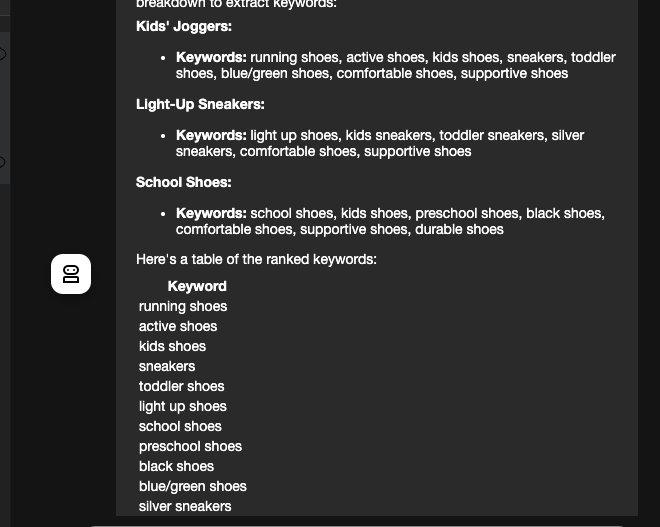 breakdown to extract keywords:
Kids' Joggers:
• Keywords: running shoes, active shoes, kids shoes, sneakers, toddler
shoes, blue/green shoes, comfortable shoes, supportive shoes
Light-Up Sneakers:
• Keywords: light up shoes, kids sneakers, toddler sneakers, silver
sneakers, comfortable shoes, supportive shoes
School Shoes:
• Keywords: school shoes, kids shoes, preschool shoes, black shoes,
comfortable shoes, supportive shoes, durable shoes
Here's a table of the ranked keywords:
Keyword
running shoes
active shoes
kids shoes
sneakers
toddler shoes
light up shoes
school shoes
preschool shoes
black shoes
blue/green shoes
silver sneakers